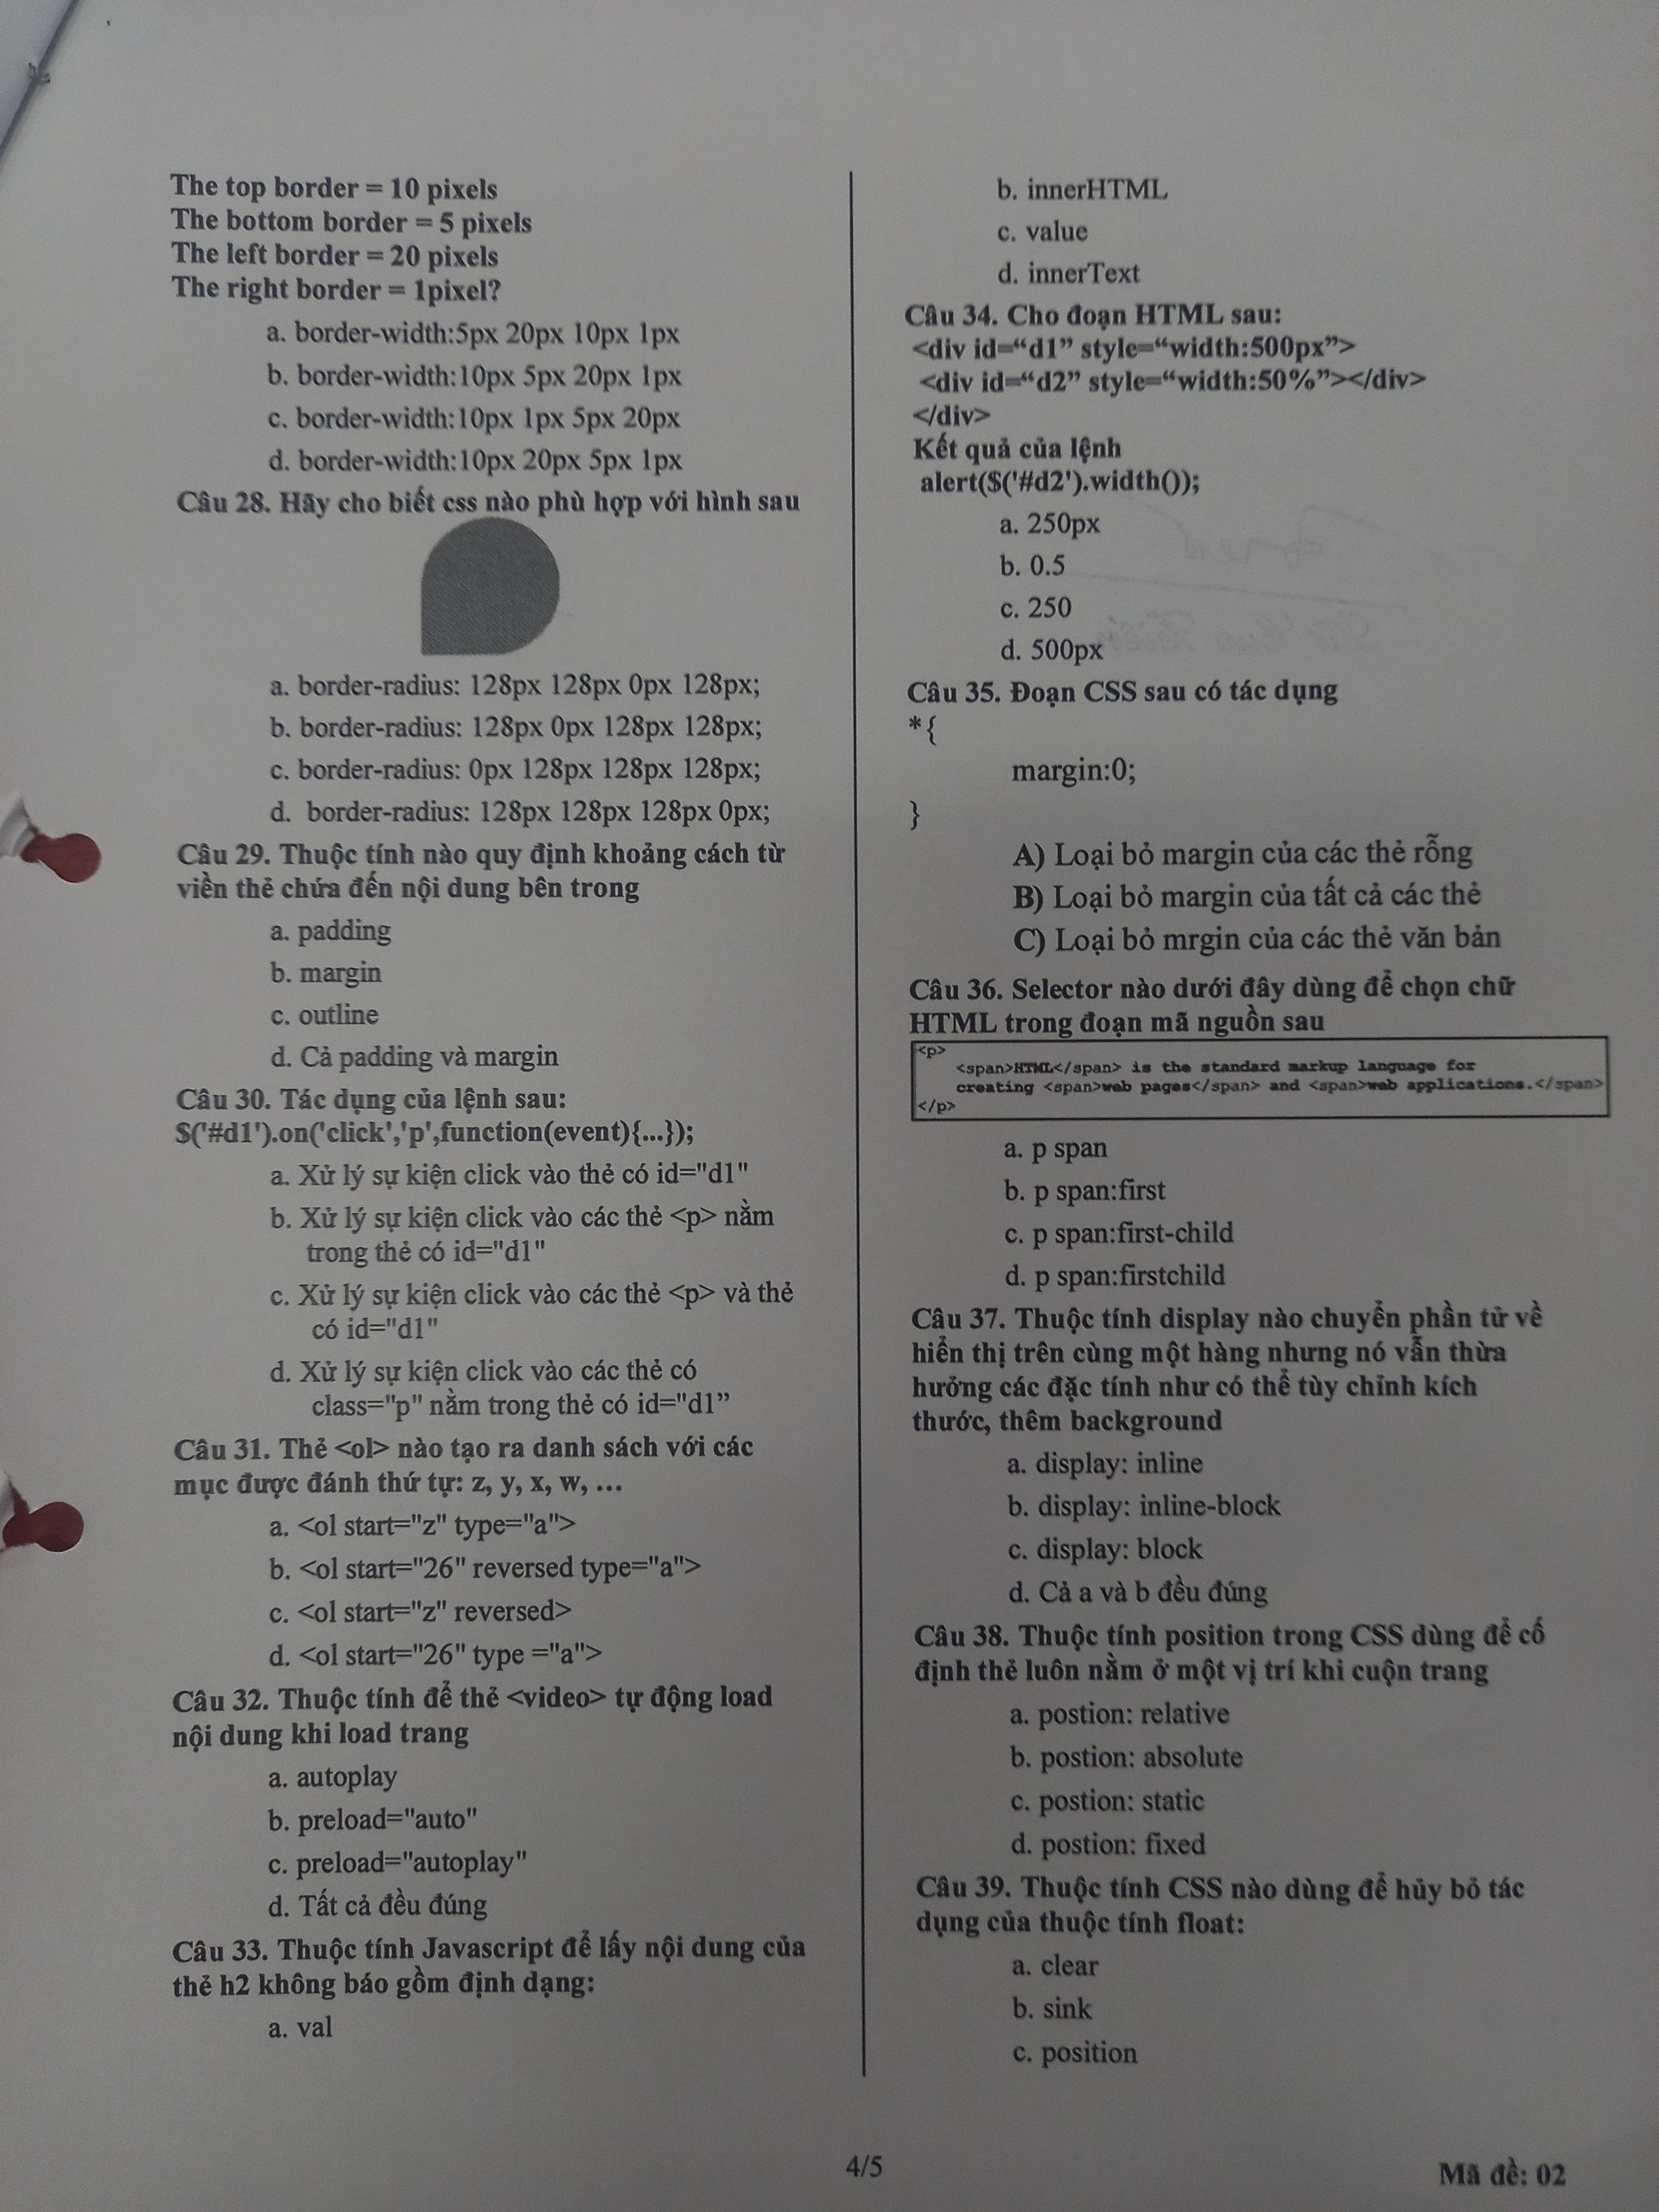 The top border = 10 pixels
The bottom border = 5 pixels
The left border = 20 pixels
The right border = 1pixel?
a. border-width:5px 20px 10px 1px
b. border-width:10px 5px 20px 1px
c. border-width:10px 1px 5px 20px
d. border-width:10px 20px 5px 1px
Câu 28. Hãy cho biết css nào phù hợp với hình sau
a. border-radius: 128px 128px 0px 128px;
b. border-radius: 128px 0px 128px 128px;
c. border-radius: 0px 128px 128px 128px;
d. border-radius: 128px 128px 128px 0px;
Câu 29. Thuộc tính nào quy định khoảng cách từ
viền thẻ chứa đến nội dung bên trong
a. padding
b. margin
c. outline
d. Cả padding và margin
Câu 30. Tác dụng của lệnh sau:
$('#d1').on('click','p',function(event){...});
a. Xử lý sự kiện click vào thẻ có id="d1"
b. Xử lý sự kiện click vào các thẻ <p> nằm
trong thẻ có id="d1"
c. Xử lý sự kiện click vào các thẻ <p> và thẻ
có id="d1"
d. Xử lý sự kiện click vào các thẻ có
class="p" nằm trong thẻ có id="d1”
Câu 31. Thẻ <ol> nào tạo ra danh sách với các
mục được đánh thứ tự: z, y, x, w, ...
a. <ol start="z" type="a">
b. <ol start="26" reversed type="a">
c. <ol start="z" reversed>
d. <ol start="26" type ="a">
Câu 32. Thuộc tính để thẻ <video> tự động load
nội dung khi load trang
a. autoplay
b. preload="auto"
c. preload="autoplay"
d. Tất cả đều đúng
Câu 33. Thuộc tính Javascript để lấy nội dung của
thẻ h2 không báo gồm định dạng:
a. val
b. innerHTML
c. value
d. innerText
Câu 34. Cho đoạn HTML sau:
<div id=“d1” style=“width:500px”>
<div id=“d2” style=“width:50%”></div>
</div>
Kết quả của lệnh
alert($('#d2').width());
a. 250px
b. 0.5
c. 250
d. 500px
Câu 35. Đoạn CSS sau có tác dụng
*{
margin:0;
}
A) Loại bỏ margin của các thẻ rỗng
B) Loại bỏ margin của tất cả các thẻ
C) Loại bỏ mrgin của các thẻ văn bản
Câu 36. Selector nào dưới đây dùng để chọn chữ
HTML trong đoạn mã nguồn sau
<p>
<span>HTML</span> is the standard markup language for
creating <span>web pages</span> and <span>web applications.</span>
</p>
a. p span
b. p span:first
c. p span:first-child
d. p span:firstchild
Câu 37. Thuộc tính display nào chuyển phần tử về
hiển thị trên cùng một hàng nhưng nó vẫn thừa
hưởng các đặc tính như có thể tùy chỉnh kích
thước, thêm background
a. display: inline
b. display: inline-block
c. display: block
d. Cả a và b đều đúng
Câu 38. Thuộc tính position trong CSS dùng để cố
định thẻ luôn nằm ở một vị trí khi cuộn trang
a. postion: relative
b. postion: absolute
c. postion: static
d. postion: fixed
Câu 39. Thuộc tính CSS nào dùng để hủy bỏ tác
dụng của thuộc tính float:
a. clear
b. sink
c. position
4/5
Mã đề: 02